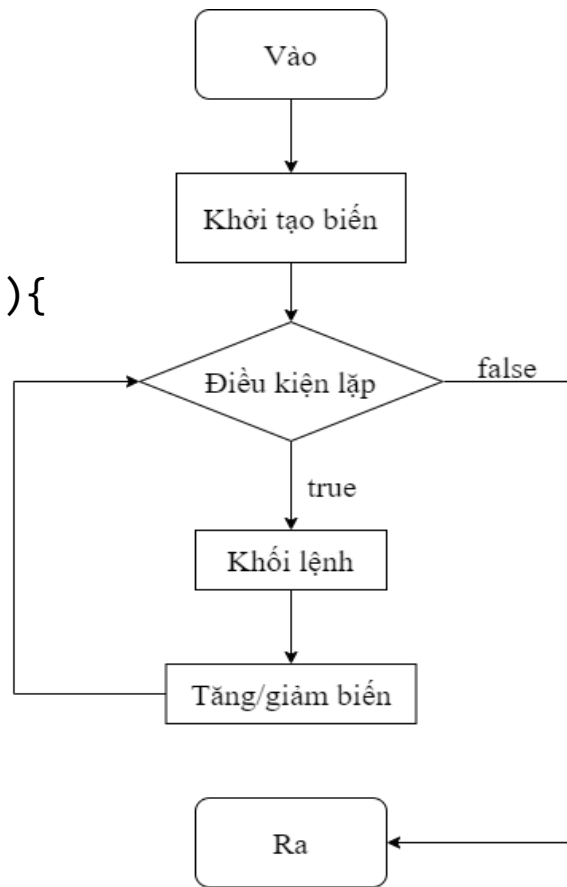 Vào
Khởi tạo biến
){
Điều kiện lặp
false
true
Khối lệnh
Tăng/giảm biến
Ra